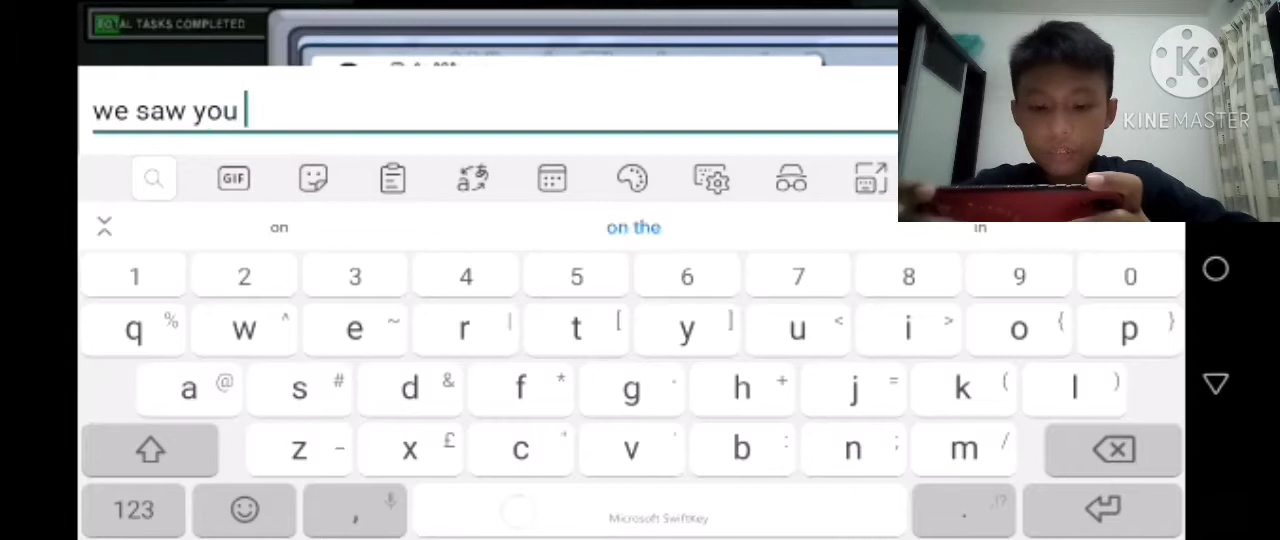 TOTAL TASKS COMPLETED
we saw you
K
KINEMASTER
GIF
on
on the
in
1 2 3 4 5 6 7 8 9 0
q % w ^ e ~ r | t [ y ] u < i > o { p }
a @ s # d & f * g h + j = k ( l )
z - x £ c " v ' b : n ; m /
123 , . ,!?
Microsoft SwiftKey